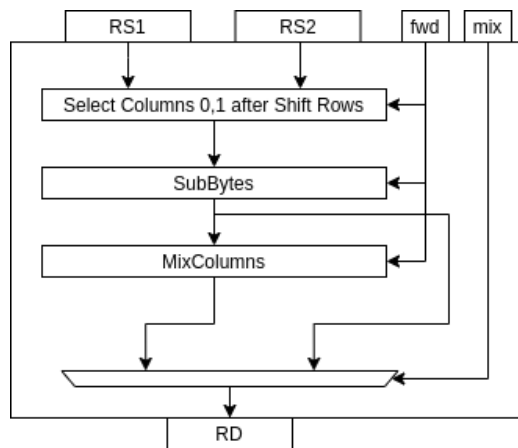 RS1
RS2
fwd
mix
Select Columns 0,1 after Shift Rows
SubBytes
MixColumns
RD